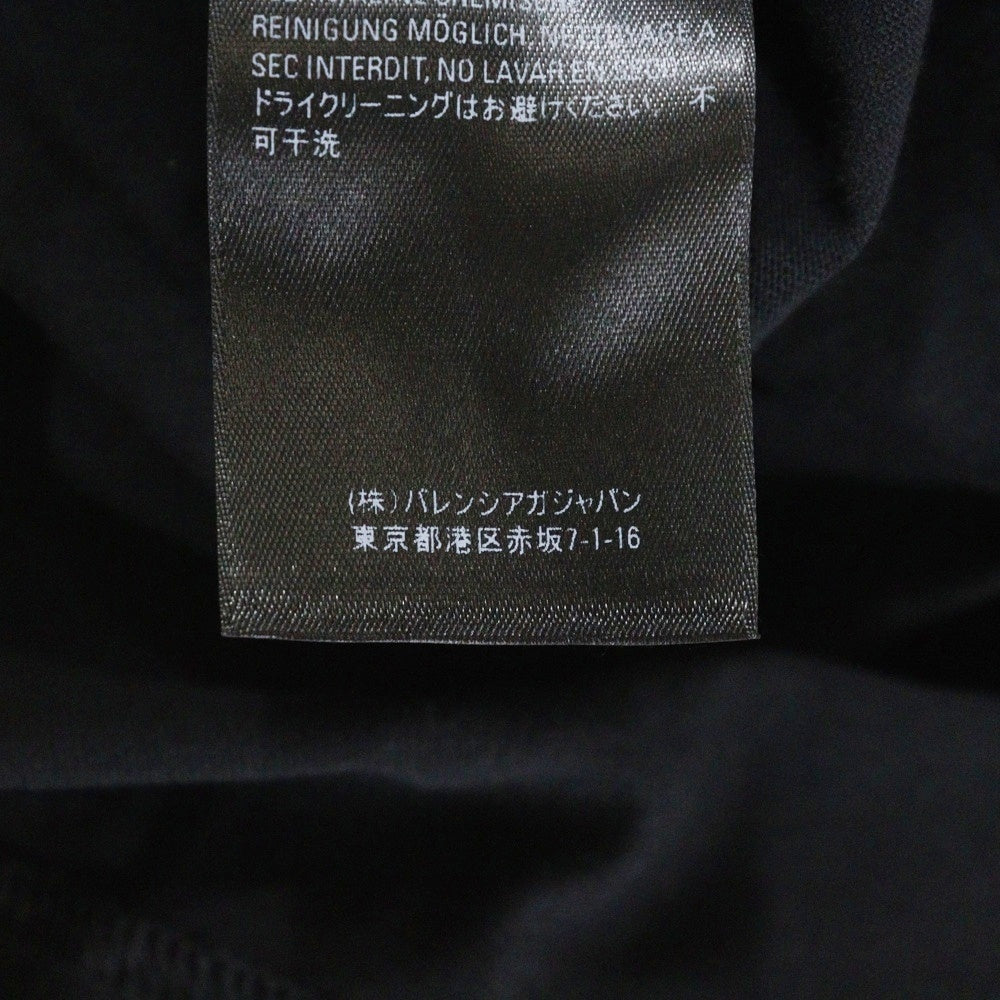 REINIGUNG MÖGLICH, NETTOYAGE A
SEC INTERDIT, NO LAVAR EN SECO
ドライクリーニングはお避けください 不
可干洗
(株)バレンシアガジャパン
東京都港区赤坂7-1-16